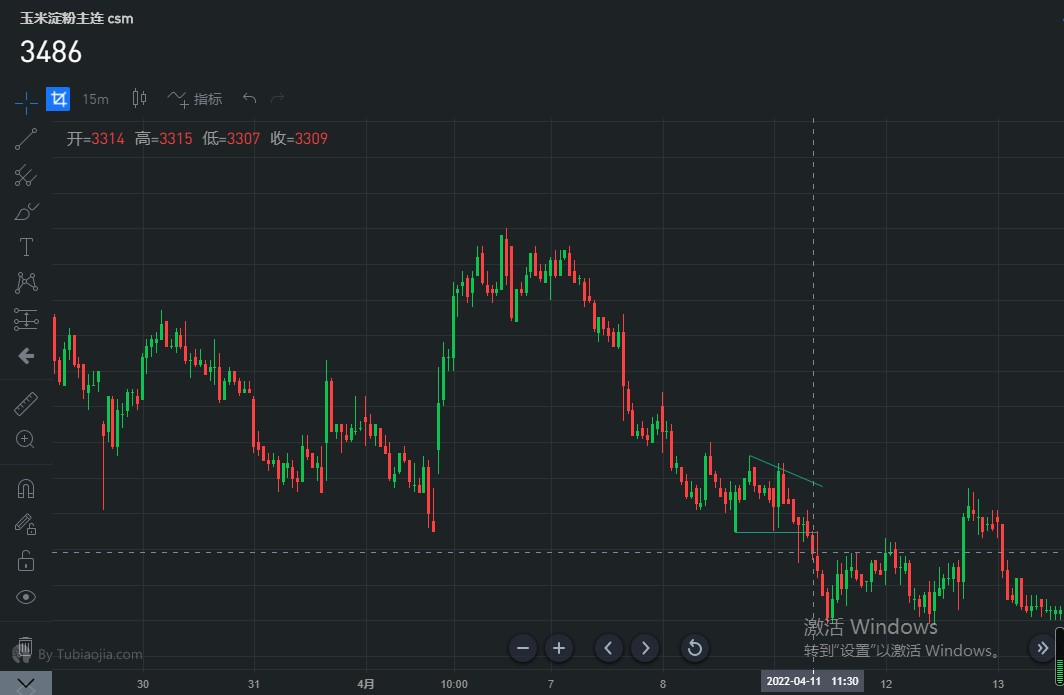 玉米淀粉主连 csm
3486
15m 指标
开=3314 高=3315 低=3307 收=3309
激活 Windows
转到"设置"以激活 Windows。
By Tubiaojia.com
30 31 4月 10:00 7 8 2022-04-11 11:30 12 13